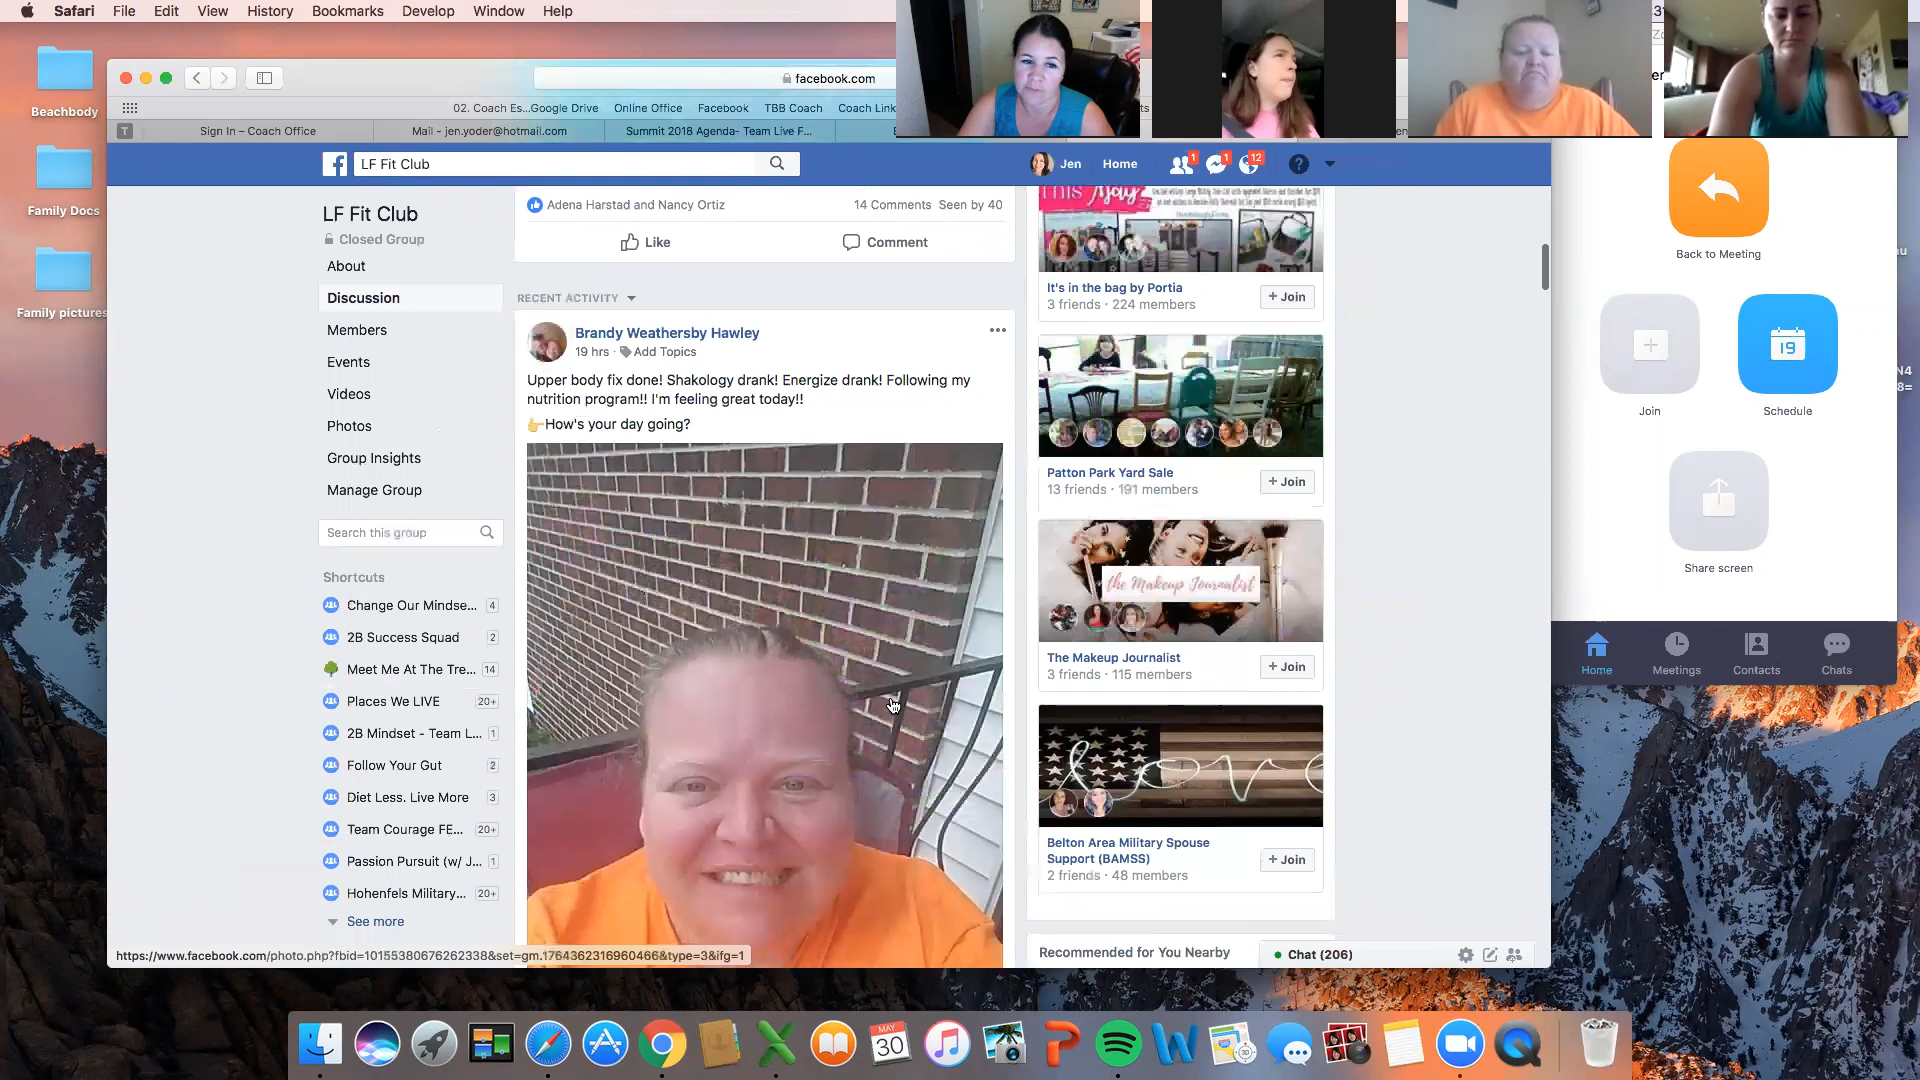 Safari File Edit View History Bookmarks Develop Window Help
Beachbody
Family Docs
Family pictures
facebook.com
02. Coach Es...Google Drive Online Office Facebook TBB Coach Coach Link
T Sign In – Coach Office Mail - jen.yoder@hotmail.com Summit 2018 Agenda- Team Live F...
LF Fit Club
Jen Home 1 1 12 ?
LF Fit Club
Closed Group
About
Discussion
Members
Events
Videos
Photos
Group Insights
Manage Group
Search this group
Shortcuts
Change Our Mindse... 4
2B Success Squad 2
Meet Me At The Tre... 14
Places We LIVE 20+
2B Mindset - Team L... 1
Follow Your Gut 2
Diet Less. Live More 3
Team Courage FE... 20+
Passion Pursuit (w/ J... 1
Hohenfels Military... 20+
See more
Adena Harstad and Nancy Ortiz 14 Comments Seen by 40
Like Comment
RECENT ACTIVITY
Brandy Weathersby Hawley
19 hrs · Add Topics
Upper body fix done! Shakology drank! Energize drank! Following my
nutrition program!! I'm feeling great today!!
👉How's your day going?
It's in the bag by Portia
3 friends · 224 members
+ Join
Patton Park Yard Sale
13 friends · 191 members
+ Join
the Makeup Journalist
The Makeup Journalist
3 friends · 115 members
+ Join
love
Belton Area Military Spouse
Support (BAMSS)
2 friends · 48 members
+ Join
Recommended for You Nearby
Chat (206)
https://www.facebook.com/photo.php?fbid=10155380676262338&set=gm.1764362316960466&type=3&ifg=1
Back to Meeting
Join
19
Schedule
Share screen
Home Meetings Contacts Chats
MAY
30